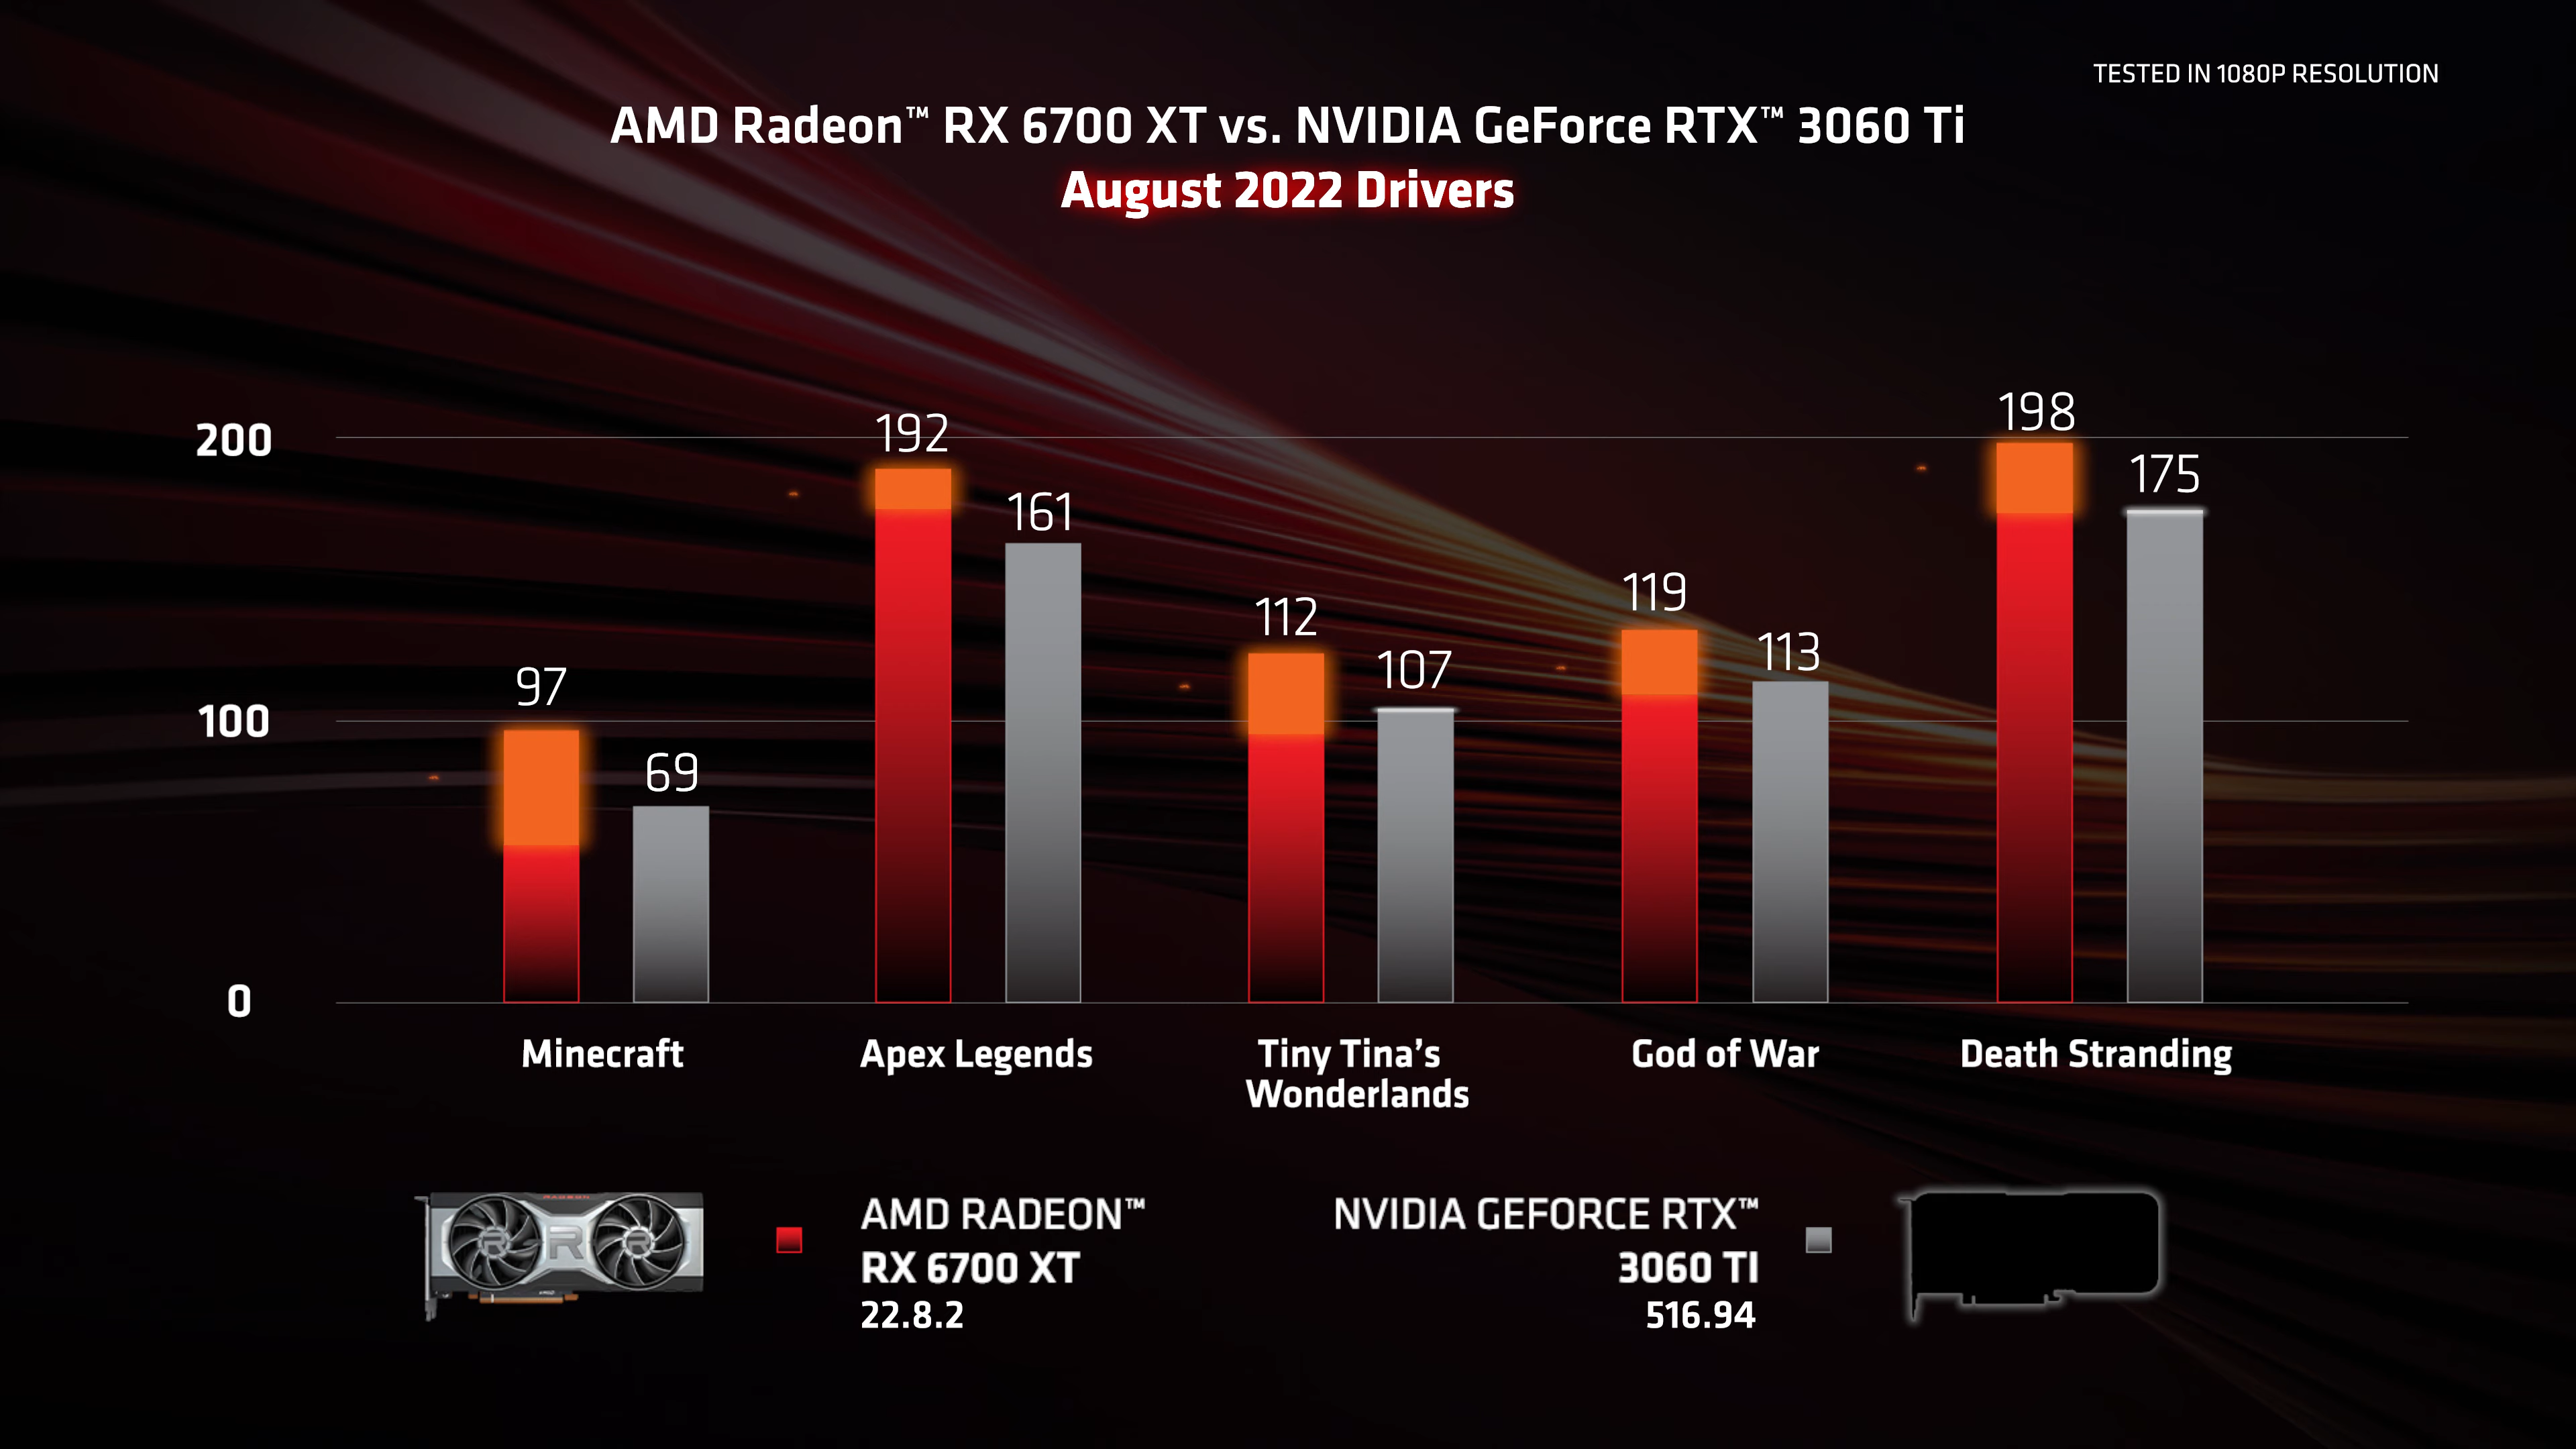 TESTED IN 1080P RESOLUTION
AMD Radeon™ RX 6700 XT vs. NVIDIA GeForce RTX™ 3060 Ti
August 2022 Drivers
200
100
0
97
69
192
161
112
107
119
113
198
175
Minecraft
Apex Legends
Tiny Tina’s
Wonderlands
God of War
Death Stranding
RADEON
R
R
R
AMD RADEON™
RX 6700 XT
22.8.2
NVIDIA GEFORCE RTX™
3060 TI
516.94